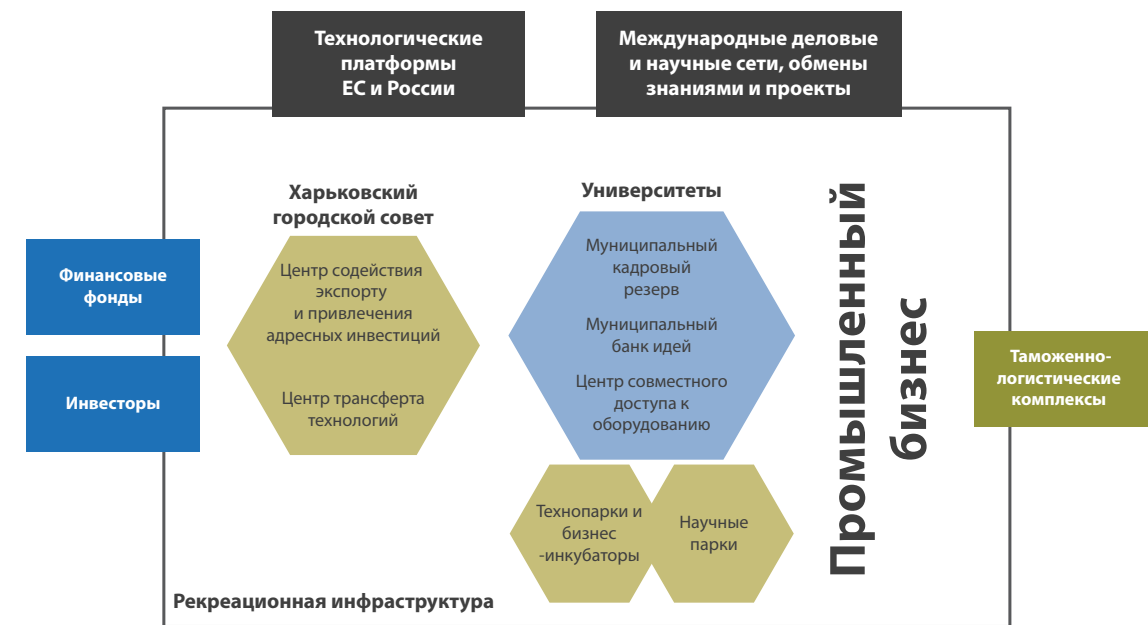 Технологические
платформы
ЕС и России
Международные деловые
и научные сети, обмены
знаниями и проекты
Харьковский
городской совет
Университеты
Финансовые
фонды
Инвесторы
Центр содействия
экспорту
и привлечения
адресных инвестиций
Центр трансферта
технологий
Муниципальный
кадровый
резерв
Муниципальный
банк идей
Центр совместного
доступа к
оборудованию
Технопарки и
бизнес
-инкубаторы
Научные
парки
Промышленный
бизнес
Таможенно-
логистические
комплексы
Рекреационная инфраструктура